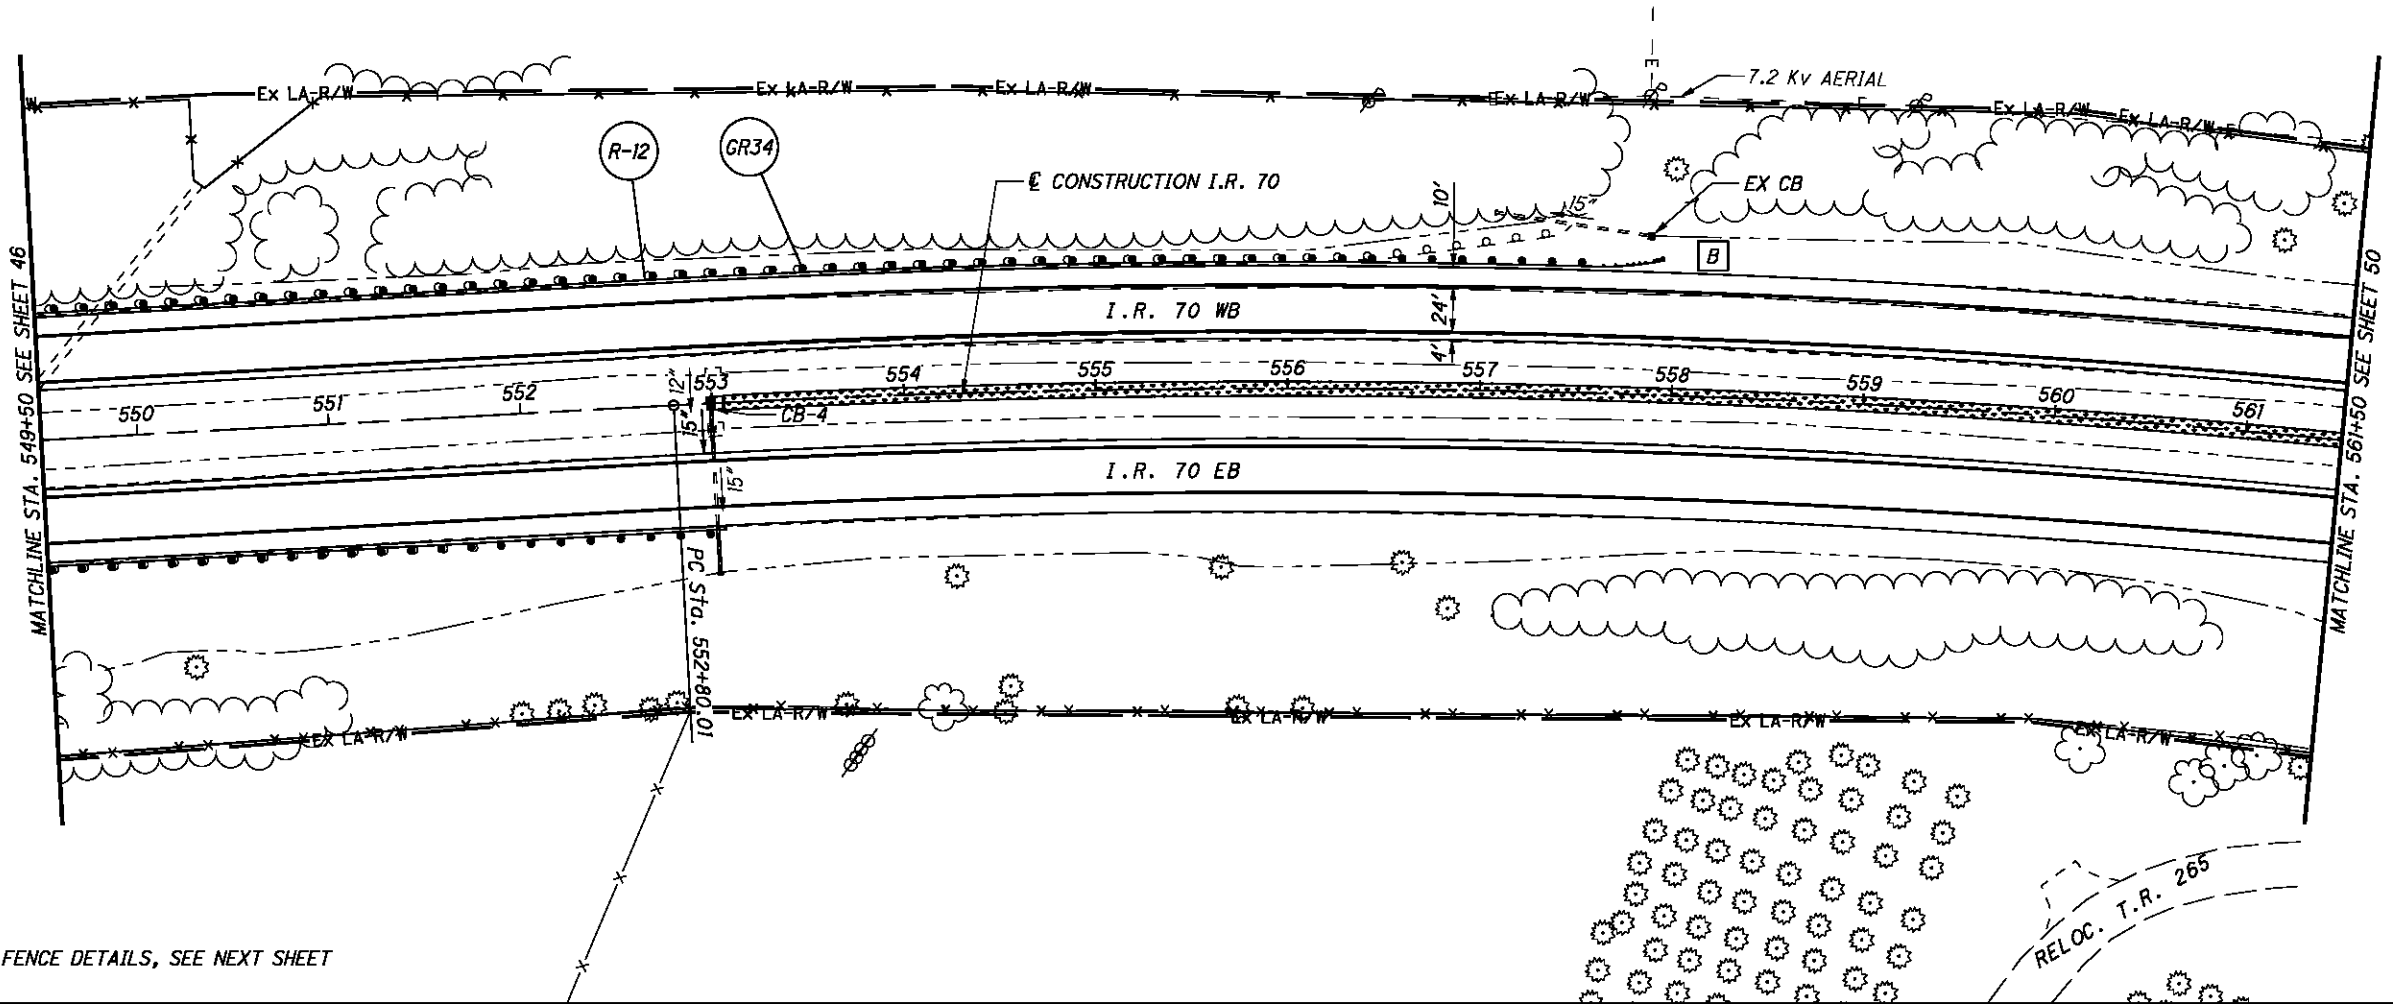 7.2 Kv AERIAL
Ex LA-R/W
Ex LA-R/W
Ex LA-R/W
Ex LA-R/W
Ex LA-R/W
Ex LA-R/W
E
E
R-12
GR34
℄ CONSTRUCTION I.R. 70
10'
15"
EX CB
B
MATCHLINE STA. 549+50 SEE SHEET 46
MATCHLINE STA. 561+50 SEE SHEET 50
I.R. 70 WB
24'
4'
550
551
552
553
554
555
556
557
558
559
560
561
12"
15"
CB-4
15"
I.R. 70 EB
PC Sta. 552+80.01
Ex LA-R/W
Ex LA-R/W
Ex LA-R/W
Ex LA-R/W
Ex LA-R/W
RELOC. T.R. 265
FENCE DETAILS, SEE NEXT SHEET